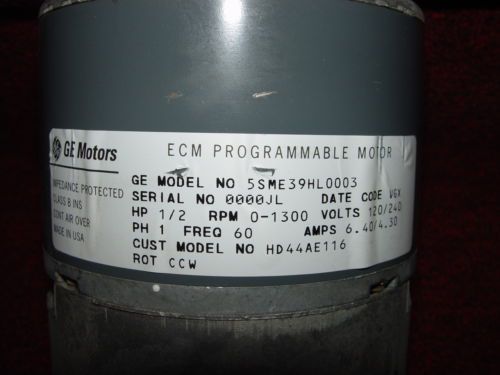 GE Motors
ECM PROGRAMMABLE MOTOR
IMPEDANCE PROTECTED
CLASS B INS
CONT AIR OVER
MADE IN USA
GE MODEL NO 5SME39HL0003
SERIAL NO 0000JL DATE CODE VGX
HP 1/2 RPM 0-1300 VOLTS 120/240
PH 1 FREQ 60 AMPS 6.40/4.30
CUST MODEL NO HD44AE116
ROT CCW